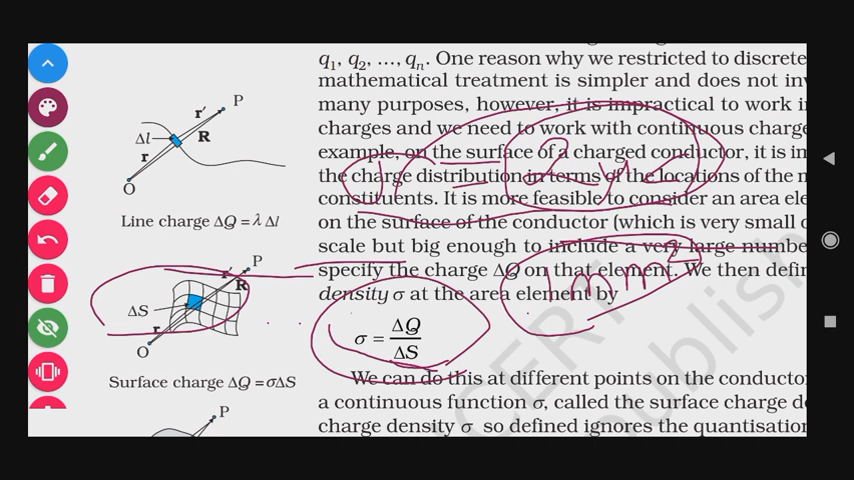 q₁, q₂, ..., qₙ. One reason why we restricted to discrete
mathematical treatment is simpler and does not inv
many purposes, however, it is impractical to work i
charges and we need to work with continuous charge
example, on the surface of a charged conductor, it is im
the charge distribution in terms of the locations of the m
constituents. It is more feasible to consider an area ele
on the surface of the conductor (which is very small o
scale but big enough to include a very large numbe
specify the charge ΔQ on that element. We then defin
density σ at the area element by
σ = ΔQ / ΔS
We can do this at different points on the conducto
a continuous function σ, called the surface charge de
charge density σ so defined ignores the quantisation
P
r′
Δl
R
r
O
Line charge ΔQ = λ Δl
P
r′
R
ΔS
r
O
Surface charge ΔQ = σΔS
P
1mm²
NCERT
publish